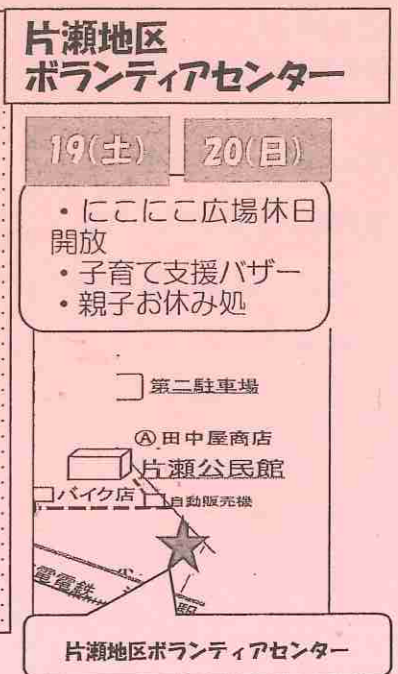 片瀬地区
ボランティアセンター
19(土)
20(日)
・にこにこ広場休日
開放
・子育て支援バザー
・親子お休み処
第二駐車場
Ⓐ田中屋商店
片瀬公民館
バイク店
自動販売機
電鉄
駅
片瀬地区ボランティアセンター